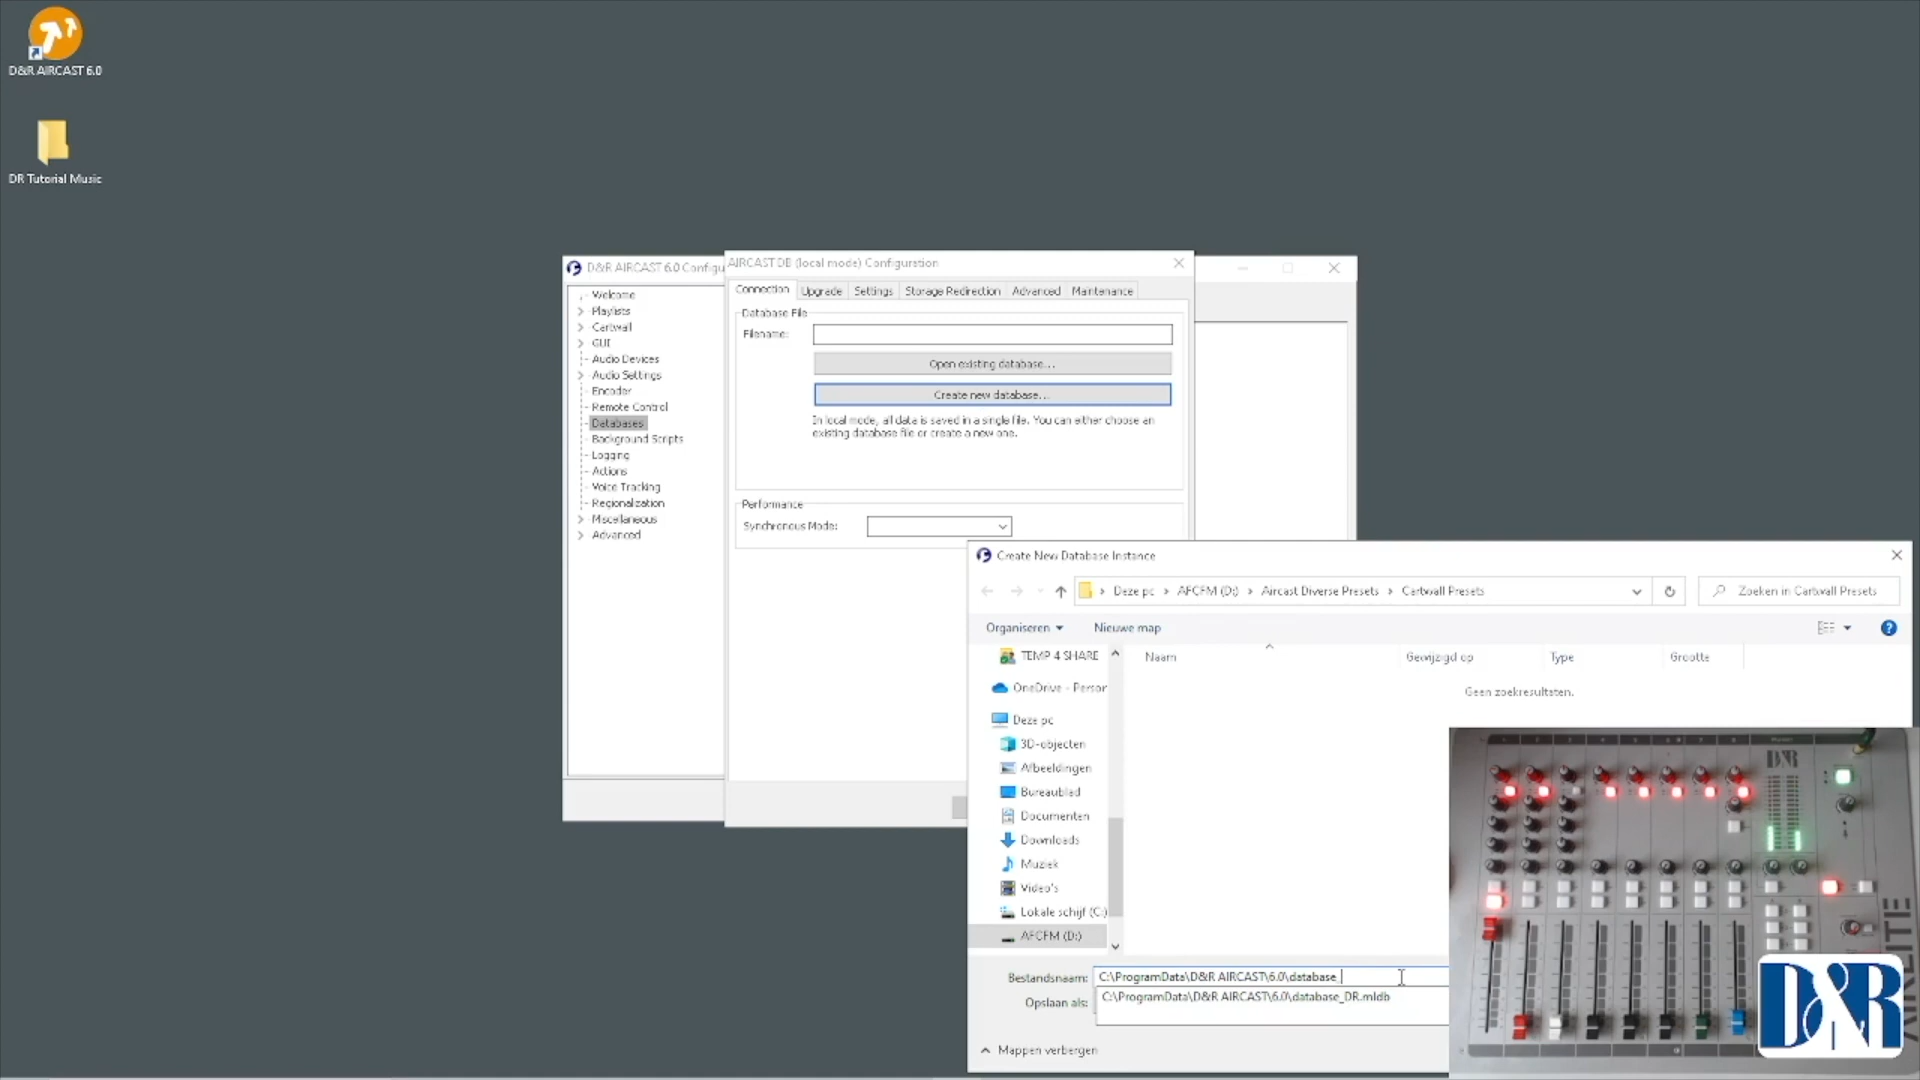 D&R AIRCAST 6.0
DR Tutorial Music
D&R AIRCAST 6.0 Configu
Welcome
Playlists
Cartwall
GUI
Audio Devices
Audio Settings
Encoder
Remote Control
Databases
Background Scripts
Logging
Actions
Voice Tracking
Regionalization
Miscellaneous
Advanced
AIRCAST DB (local mode) Configuration
Connection Upgrade Settings Storage Redirection Advanced Maintenance
Database File
Filename:
Open existing database...
Create new database...
In local mode, all data is saved in a single file. You can either choose an
existing database file or create a new one.
Performance
Synchronous Mode:
Create New Database Instance
Deze pc › AFCFM (D:) › Aircast Diverse Presets › Cartwall Presets
Zoeken in Cartwall Presets
Organiseren Nieuwe map
Naam Gewijzigd op Type Grootte
Geen zoekresultaten.
TEMP 4 SHARE
OneDrive - Person
Deze pc
3D-objecten
Afbeeldingen
Bureaublad
Documenten
Downloads
Muziek
Video's
Lokale schijf (C:)
AFCFM (D:)
Bestandsnaam: C:\ProgramData\D&R AIRCAST\6.0\database_
C:\ProgramData\D&R AIRCAST\6.0\database_DR.mldb
Opslaan als:
Mappen verbergen
D&R
AIRLITE
D&R